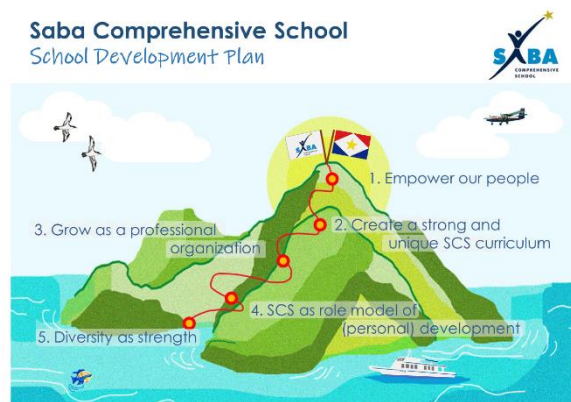 Saba Comprehensive School
School Development Plan
SABA
COMPREHENSIVE
SCHOOL
SABA
1. Empower our people
2. Create a strong and
unique SCS curriculum
3. Grow as a professional
organization
4. SCS as role model of
(personal) development
5. Diversity as strength